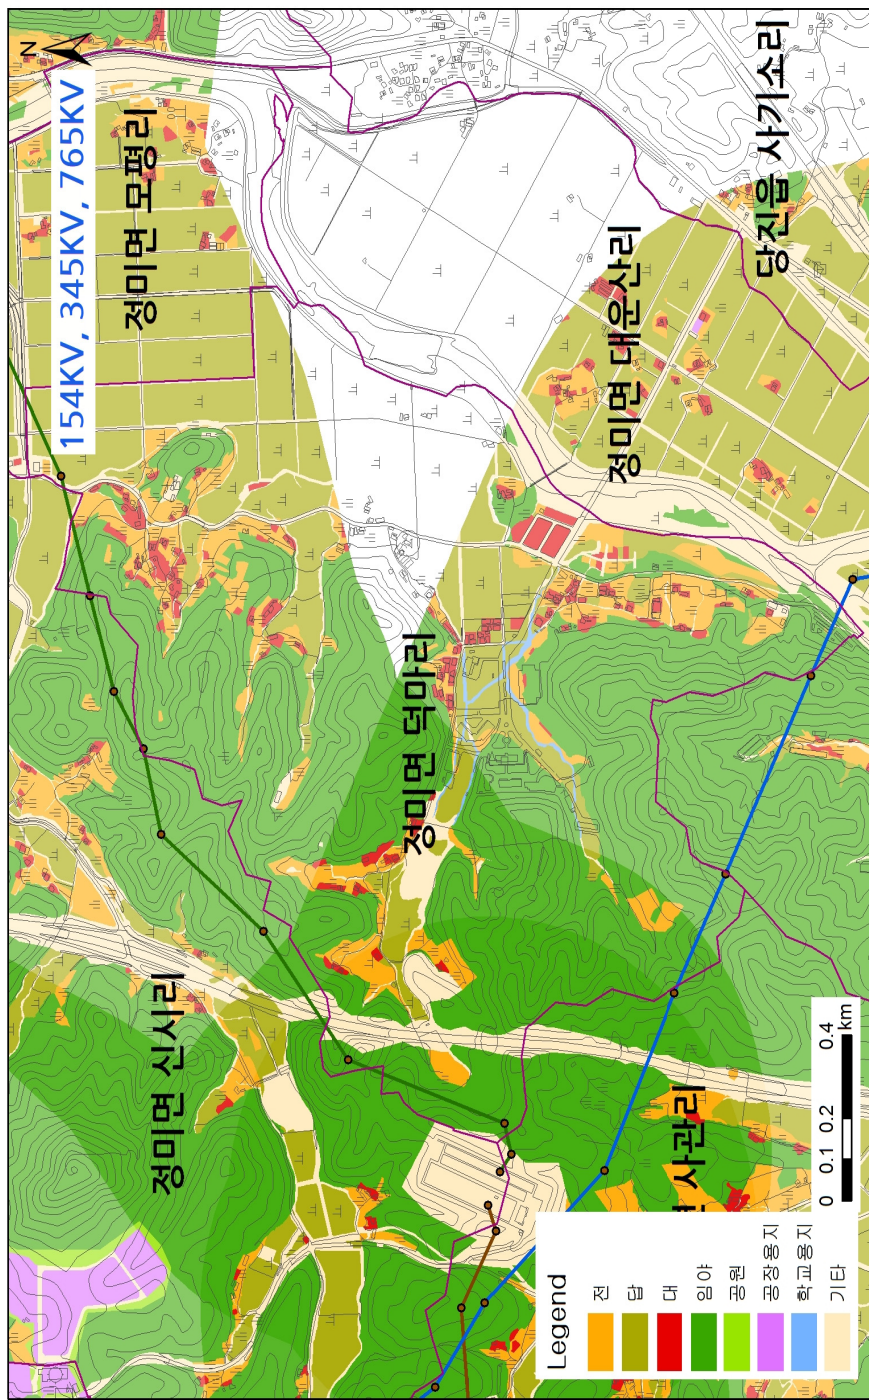 154KV, 345KV, 765KV
N
정미면 모평리
당진읍 사기소리
정미면 대운산리
정미면 덕마리
정미면 신시리
사관리
Legend
전
답
대
임야
공원
공장용지
학교용지
기타
0 0.1 0.2 0.4
km